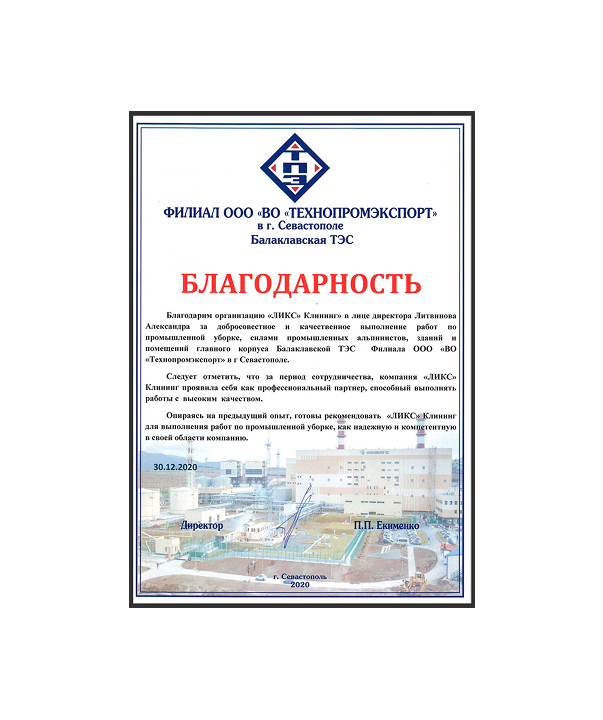 ТПЭ
ФИЛИАЛ ООО «ВО «ТЕХНОПРОМЭКСПОРТ»
в г. Севастополе
Балаклавская ТЭС
БЛАГОДАРНОСТЬ
Благодарим организацию «ЛИКС» Клининг» в лице директора Литвинова
Александра за добросовестное и качественное выполнение работ по
промышленной уборке, силами промышленных альпинистов, зданий и
помещений главного корпуса Балаклавской ТЭС Филиала ООО «ВО
«Технопромэкспорт» в г Севастополе.
Следует отметить, что за период сотрудничества, компания «ЛИКС»
Клининг проявила себя как профессиональный партнер, способный выполнять
работы с высоким качеством.
Опираясь на предыдущий опыт, готовы рекомендовать «ЛИКС» Клининг
для выполнения работ по промышленной уборке, как надежную и компетентную
в своей области компанию.
30.12.2020
Директор П.П. Екименко
г. Севастополь
2020